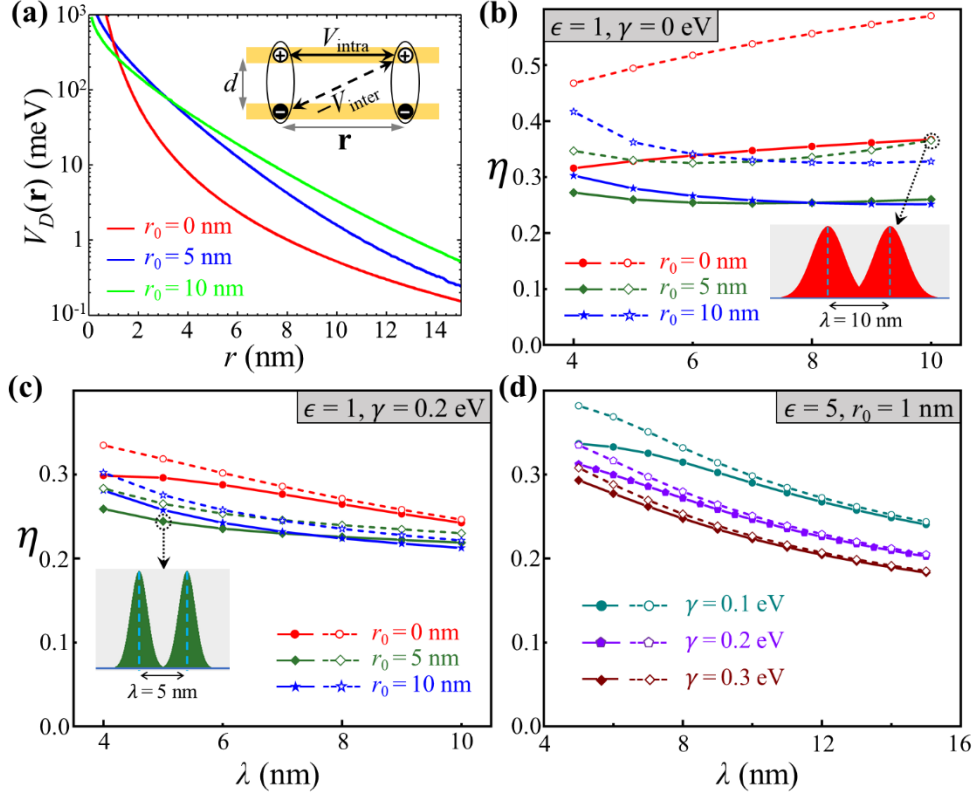 (a)
V_D(r) (meV)
10³
10²
10¹
1
10⁻¹
0 2 4 6 8 10 12 14
r (nm)
V_intra
−V_inter
d
r
+ +
− −
r₀ = 0 nm
r₀ = 5 nm
r₀ = 10 nm
(b)
ϵ = 1, γ = 0 eV
η
0.5
0.4
0.3
0.2
0.1
0.0
4 5 6 7 8 9 10
r₀ = 0 nm
r₀ = 5 nm
r₀ = 10 nm
λ = 10 nm
(c)
ϵ = 1, γ = 0.2 eV
η
0.3
0.2
0.1
0.0
4 6 8 10
λ (nm)
λ = 5 nm
r₀ = 0 nm
r₀ = 5 nm
r₀ = 10 nm
(d)
ϵ = 5, r₀ = 1 nm
0.3
0.2
0.1
0.0
4 8 12 16
λ (nm)
γ = 0.1 eV
γ = 0.2 eV
γ = 0.3 eV